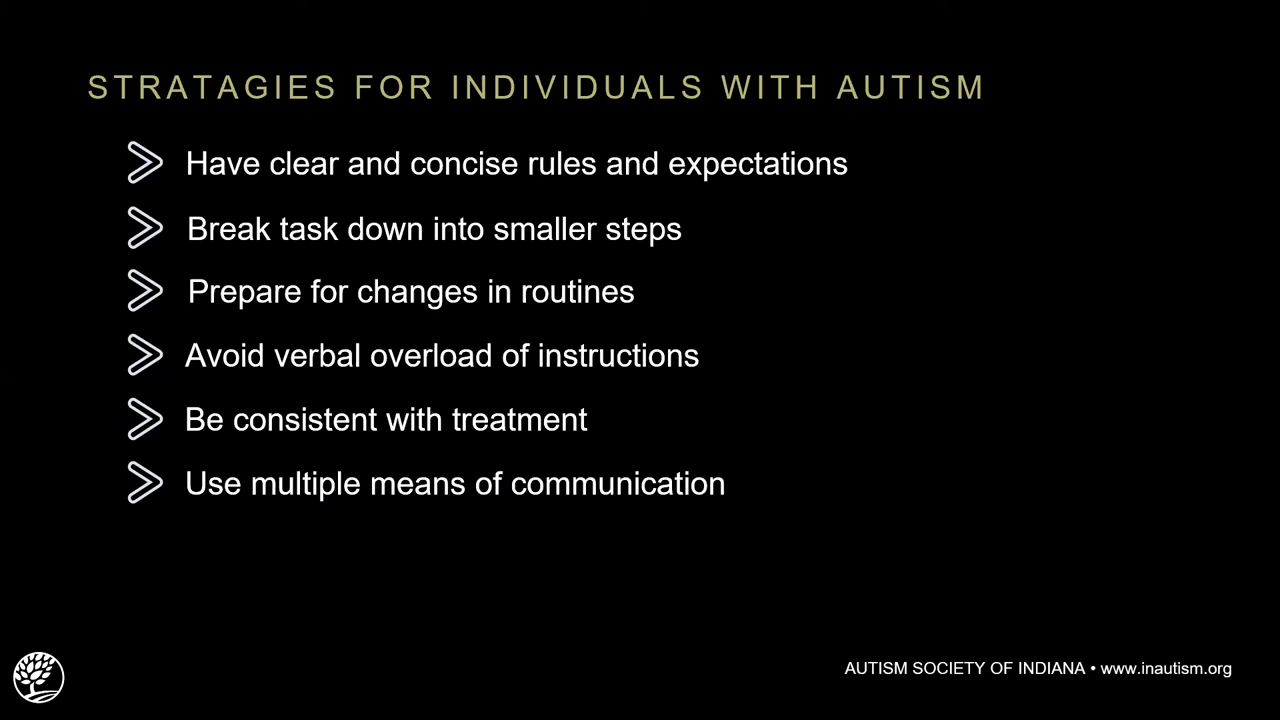 STRATAGIES FOR INDIVIDUALS WITH AUTISM
Have clear and concise rules and expectations
Break task down into smaller steps
Prepare for changes in routines
Avoid verbal overload of instructions
Be consistent with treatment
Use multiple means of communication
AUTISM SOCIETY OF INDIANA • www.inautism.org